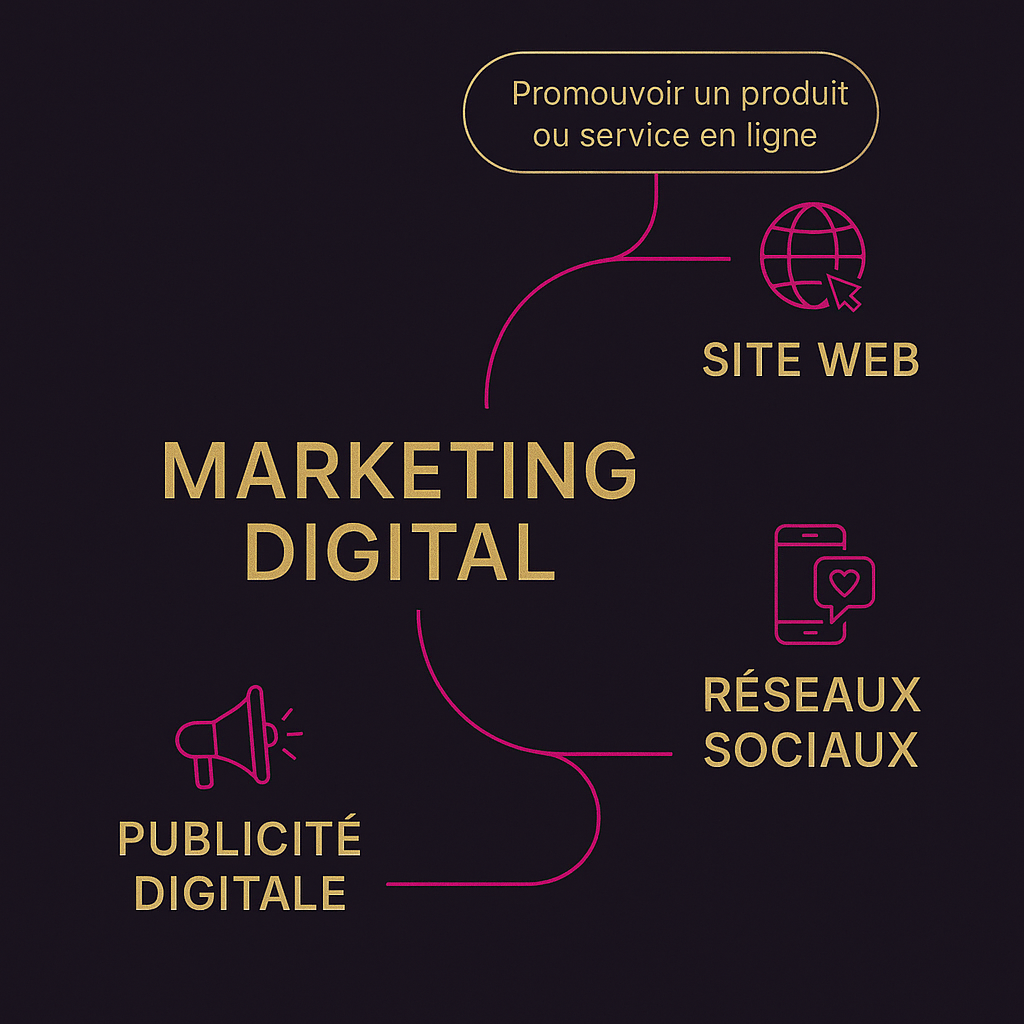 Promouvoir un produit
ou service en ligne
SITE WEB
MARKETING
DIGITAL
RÉSEAUX
SOCIAUX
PUBLICITÉ
DIGITALE